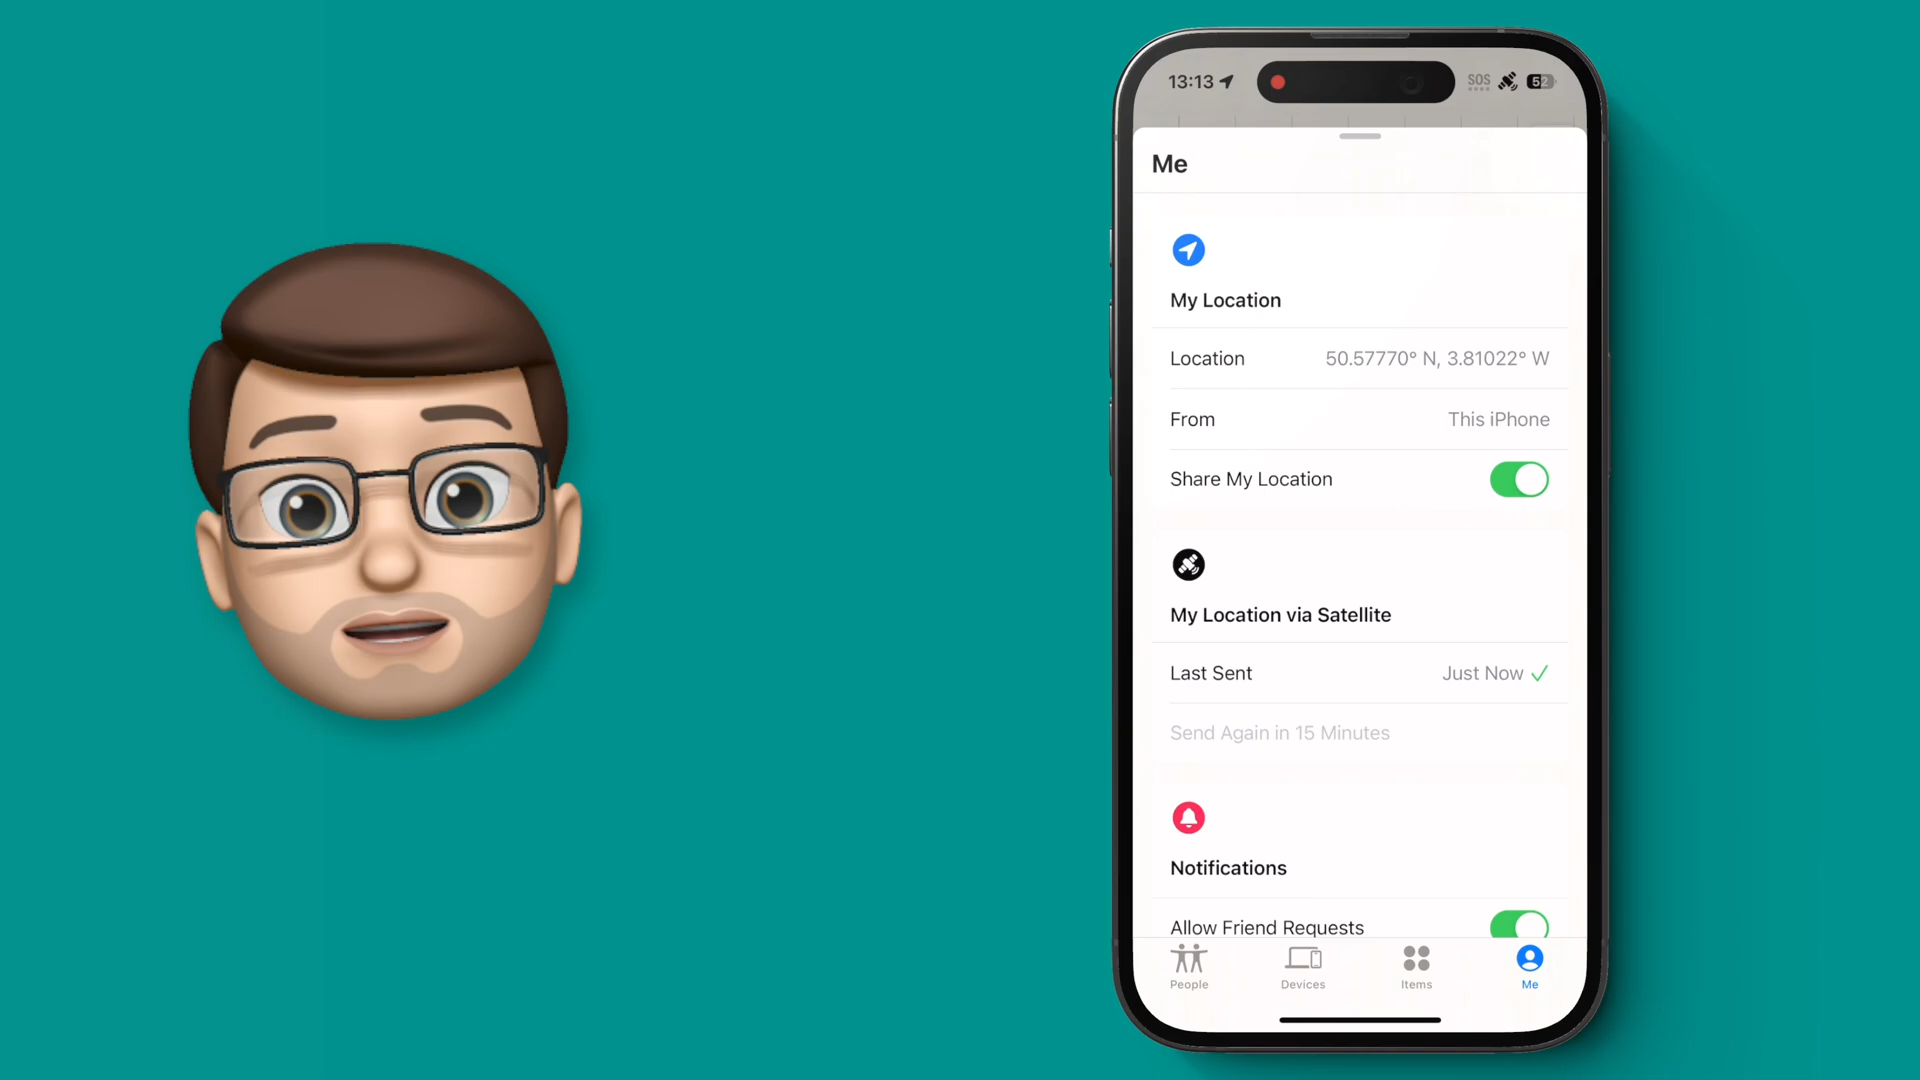 13:13
SOS
52
Me
My Location
Location 50.57770° N, 3.81022° W
From This iPhone
Share My Location
My Location via Satellite
Last Sent Just Now
Send Again in 15 Minutes
Notifications
Allow Friend Requests
People Devices Items Me